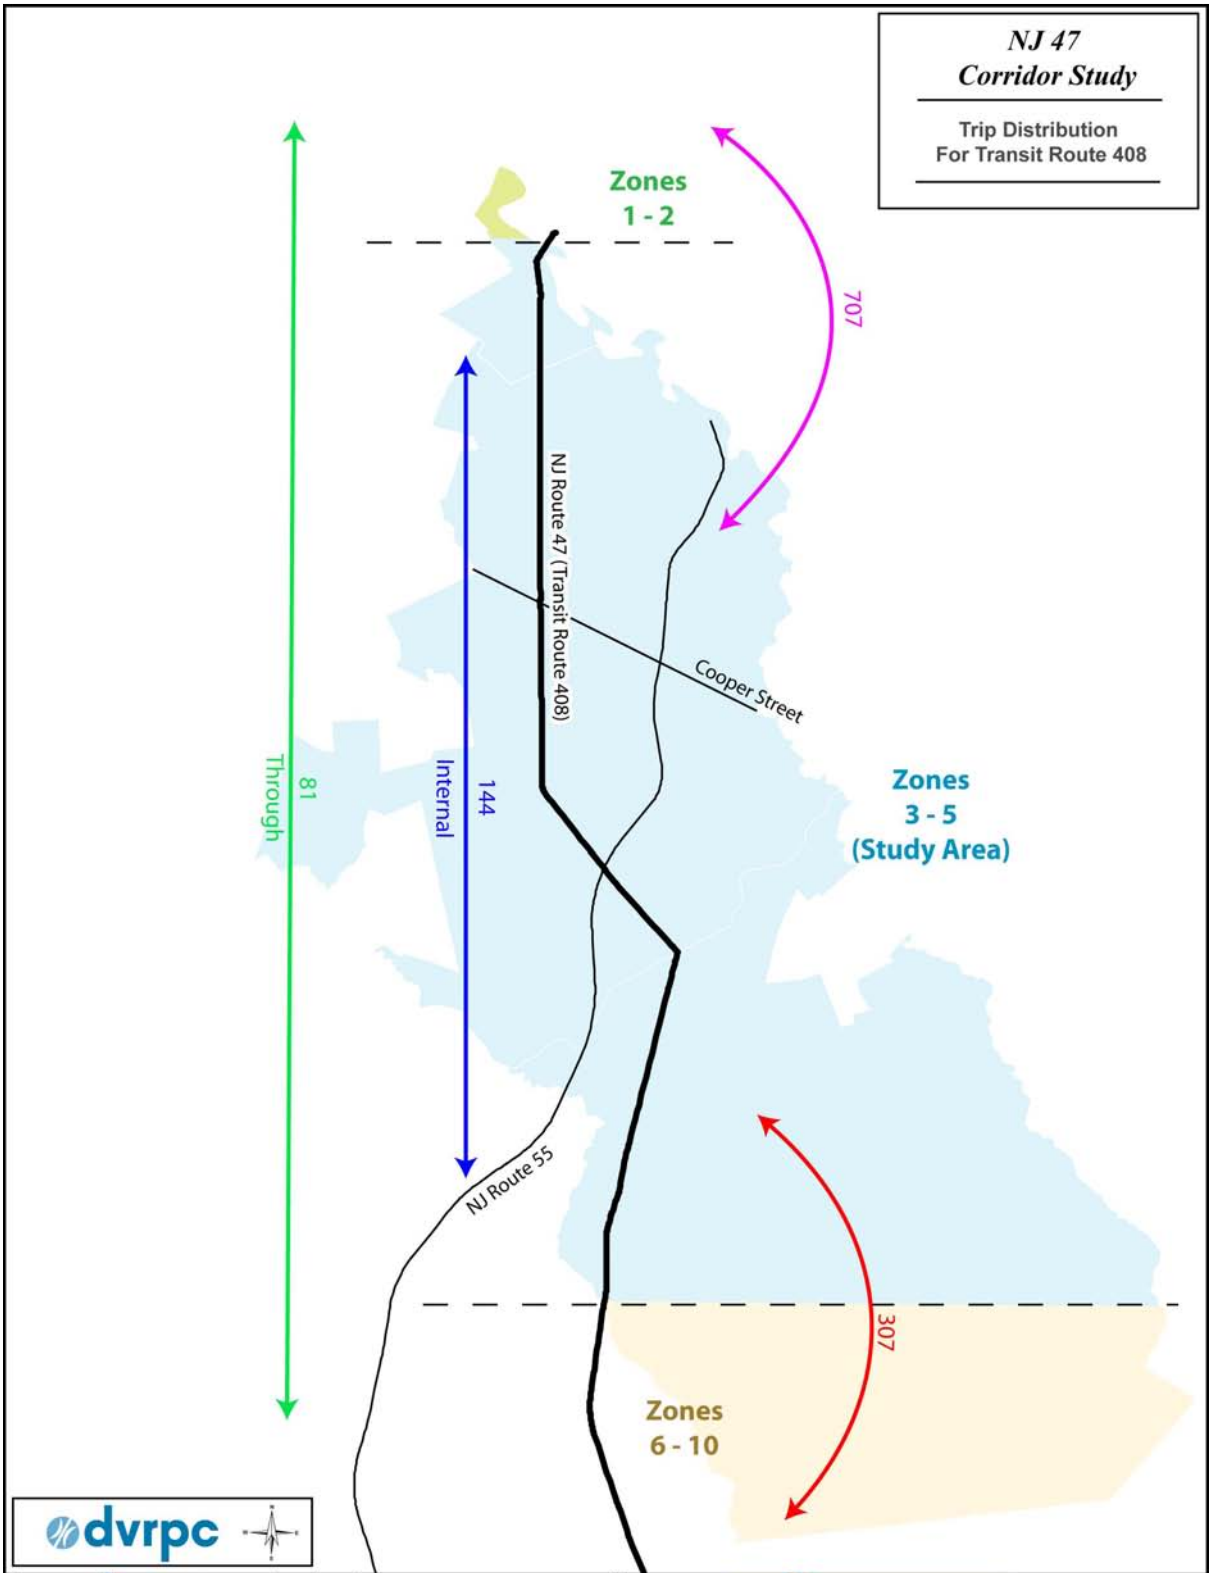 NJ 47
Corridor Study
Trip Distribution
For Transit Route 408
Zones
1 - 2
707
NJ Route 47 (Transit Route 408)
Cooper Street
81
Through
144
Internal
Zones
3 - 5
(Study Area)
NJ Route 55
307
Zones
6 - 10
dvrpc
N
W
E
S